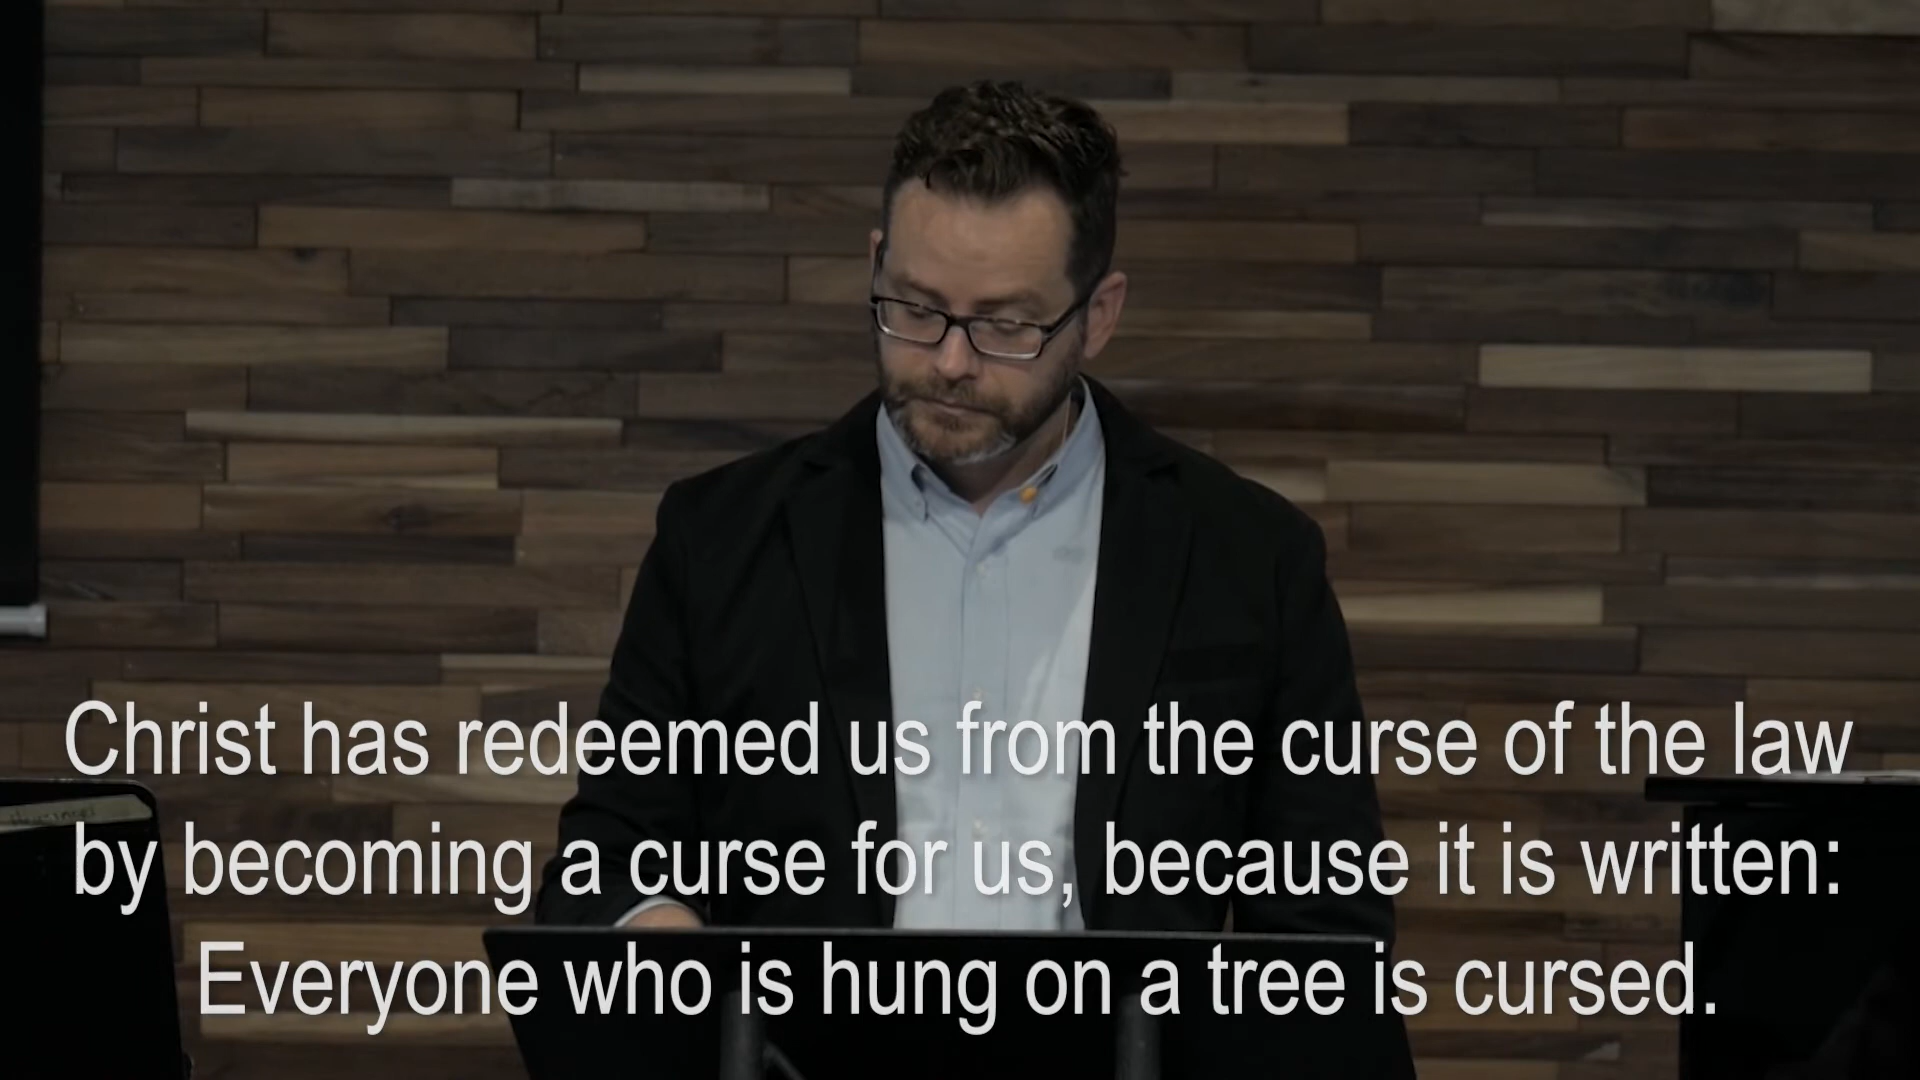 Christ has redeemed us from the curse of the law
by becoming a curse for us, because it is written:
Everyone who is hung on a tree is cursed.